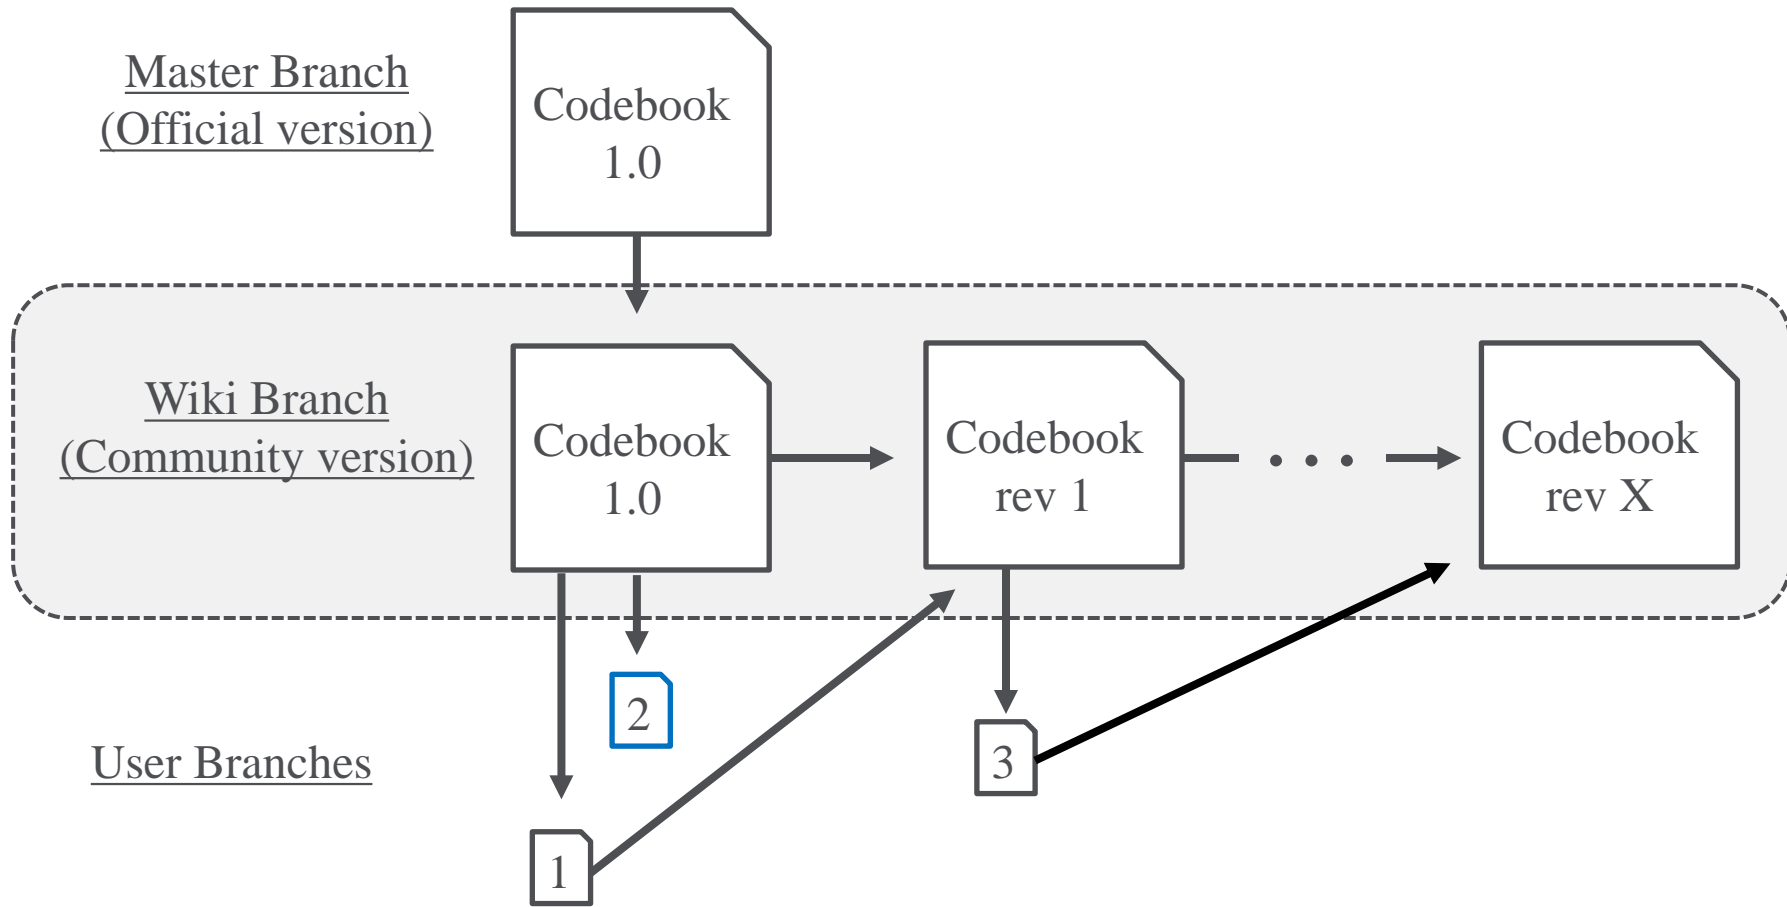 Master Branch
(Official version)
Codebook
1.0
Wiki Branch
(Community version)
Codebook
1.0
Codebook
rev 1
. . .
Codebook
rev X
User Branches
2
3
1